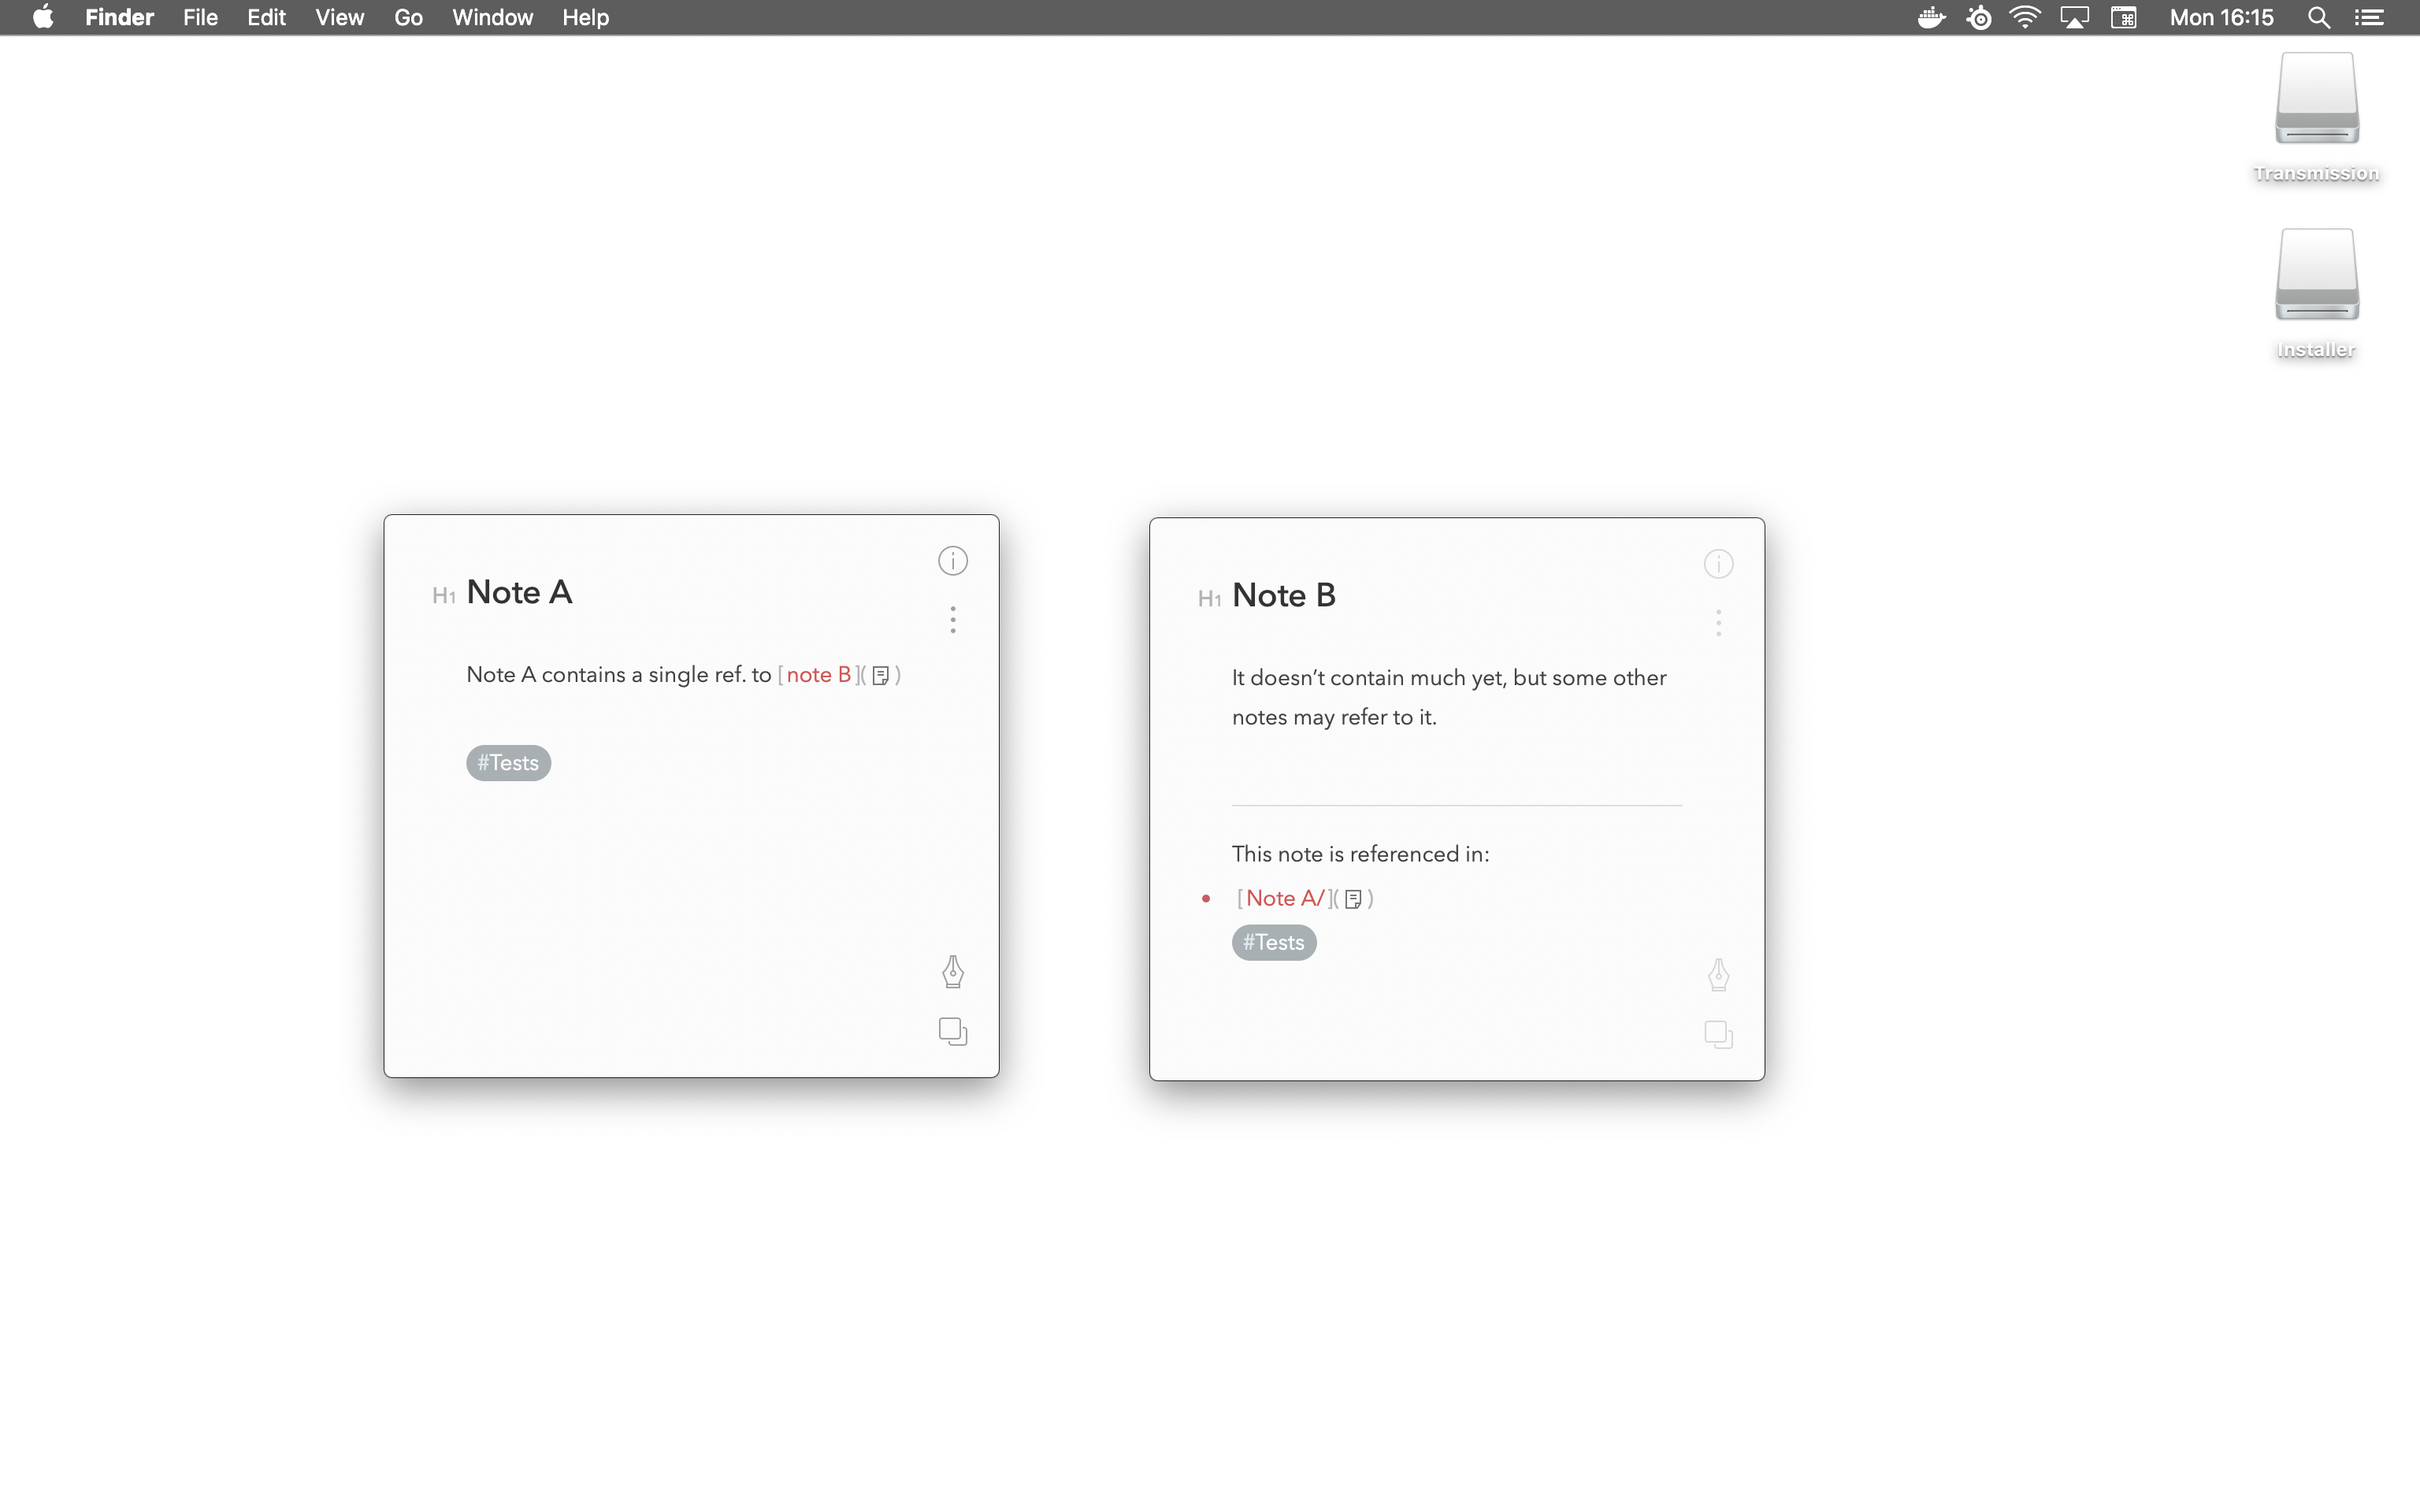 Finder File Edit View Go Window Help Mon 16:15
Transmission
Installer
H1 Note A
Note A contains a single ref. to [note B]( )
#Tests
H1 Note B
It doesn’t contain much yet, but some other
notes may refer to it.
This note is referenced in:
• [Note A/]( )
#Tests